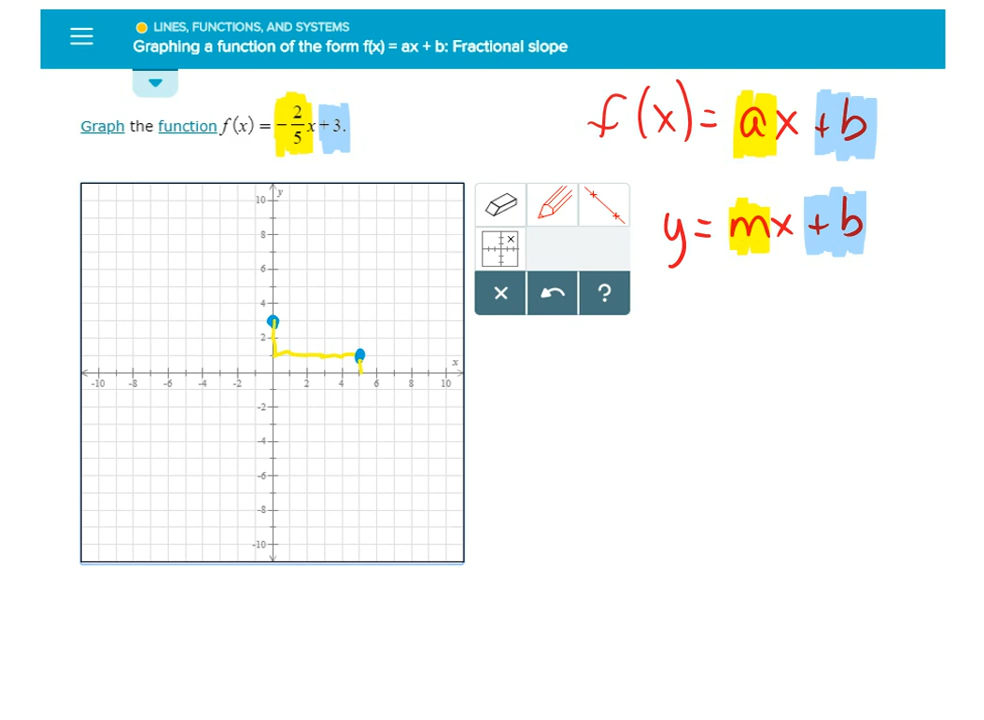 LINES, FUNCTIONS, AND SYSTEMS
Graphing a function of the form f(x) = ax + b: Fractional slope
Graph the function f(x) = -2/5x+3.
f(x) = ax + b
y = mx + b
y
10
8
6
4
2
x
-10 -8 -6 -4 -2 2 4 6 8 10
-2
-4
-6
-8
-10
x
× ?